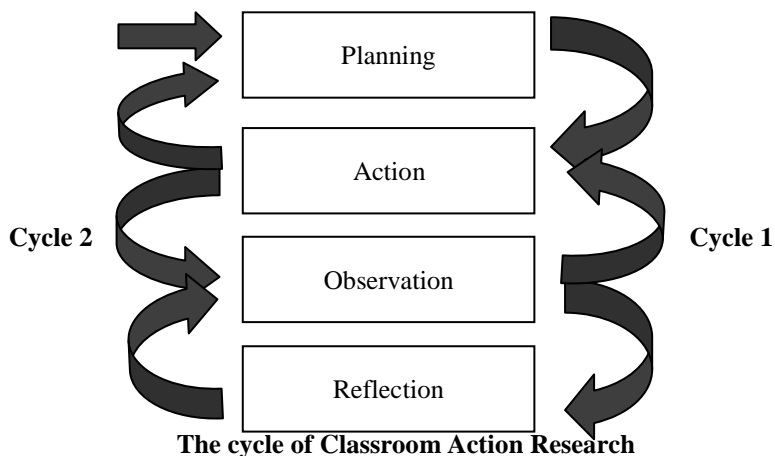 Planning
Action
Cycle 2
Cycle 1
Observation
Reflection
The cycle of Classroom Action Research